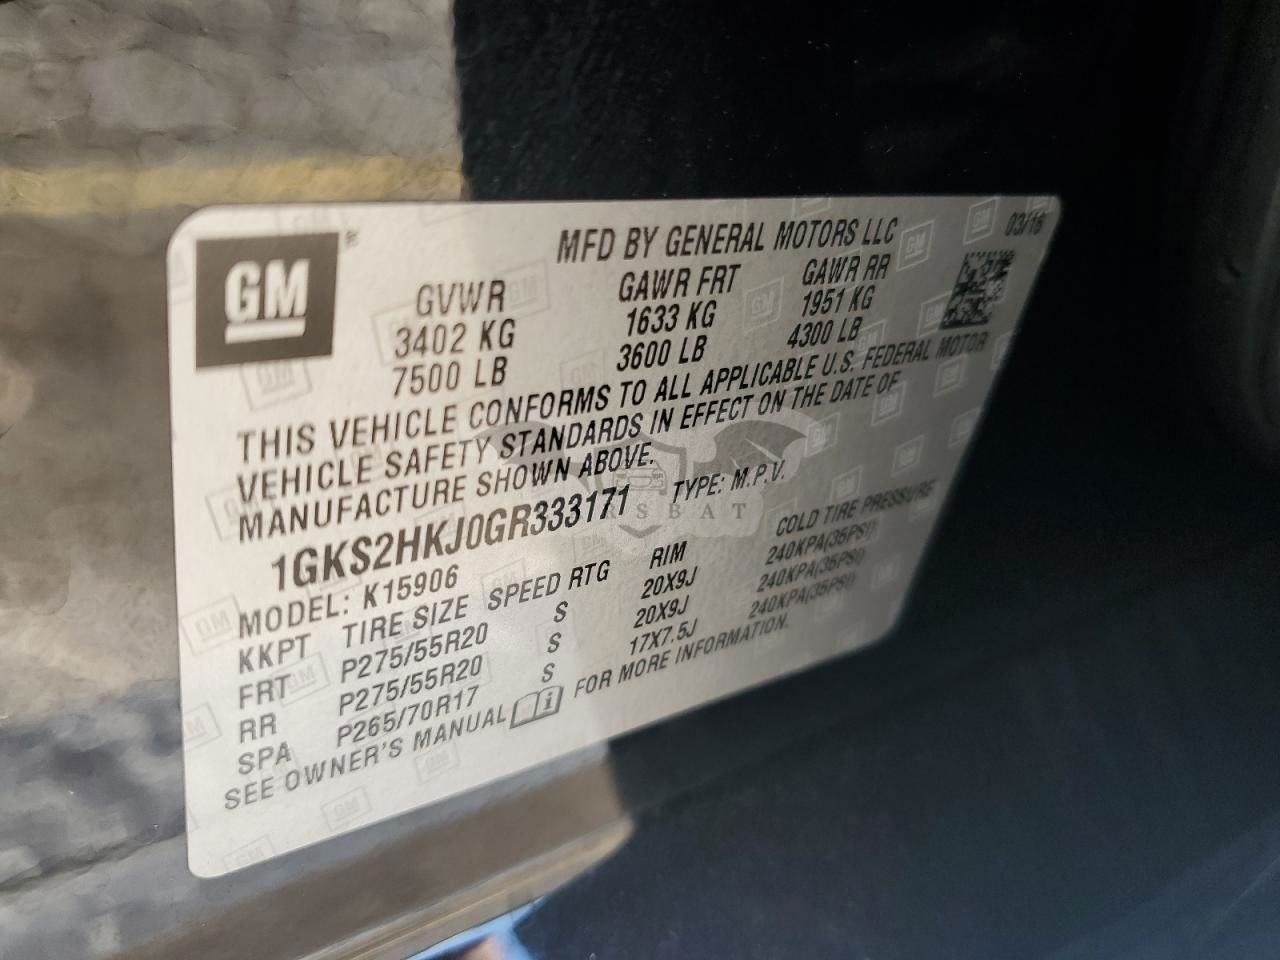 GM
MFD BY GENERAL MOTORS LLC 03/16
GVWR GAWR FRT GAWR RR
3402 KG 1633 KG 1951 KG
7500 LB 3600 LB 4300 LB
THIS VEHICLE CONFORMS TO ALL APPLICABLE U.S. FEDERAL MOTOR
VEHICLE SAFETY STANDARDS IN EFFECT ON THE DATE OF
MANUFACTURE SHOWN ABOVE.
1GKS2HKJ0GR333171 TYPE: M.P.V.
MODEL: K15906
KKPT TIRE SIZE SPEED RTG RIM COLD TIRE PRESSURE
FRT P275/55R20 S 20X9J 240KPA(35PSI)
RR P275/55R20 S 20X9J 240KPA(35PSI)
SPA P265/70R17 S 17X7.5J 240KPA(35PSI)
SEE OWNER'S MANUAL FOR MORE INFORMATION.